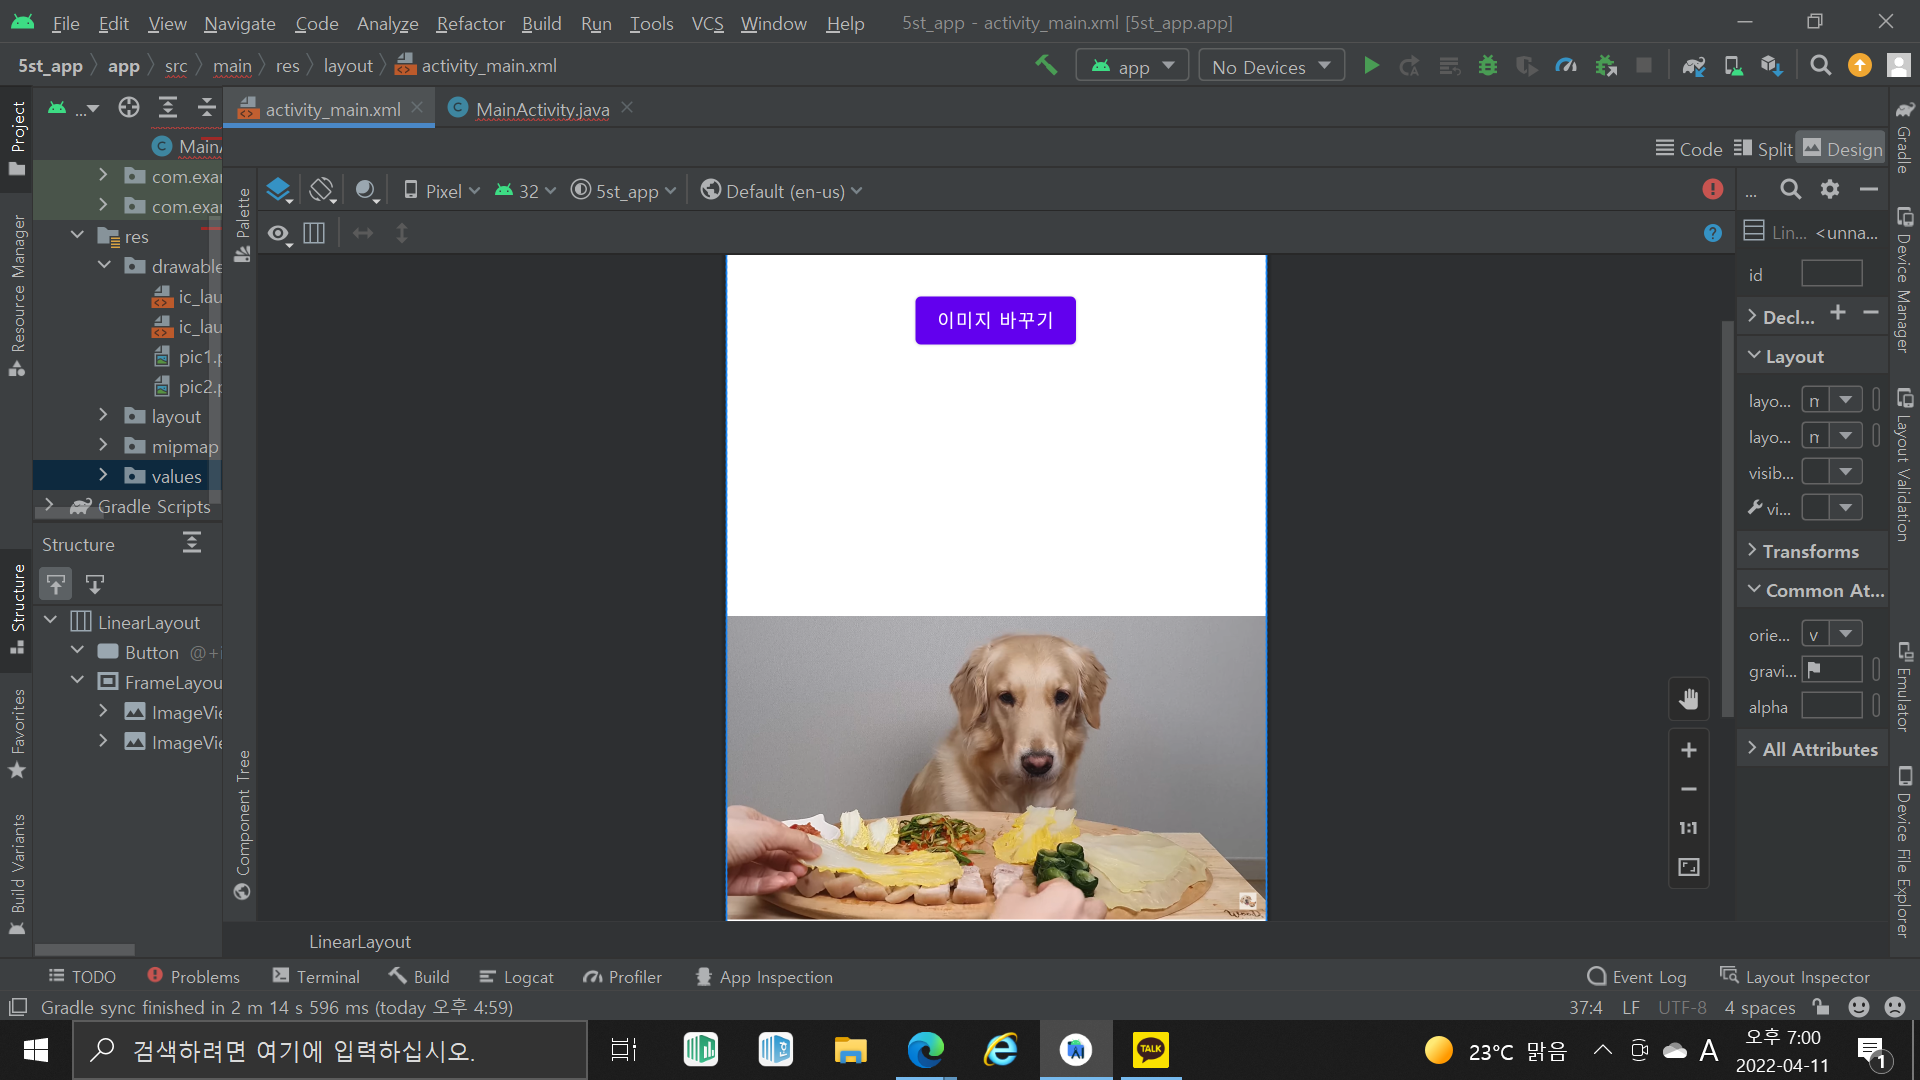 File Edit View Navigate Code Analyze Refactor Build Run Tools VCS Window Help 5st_app - activity_main.xml [5st_app.app]
5st_app app src main res layout activity_main.xml app No Devices
... activity_main.xml MainActivity.java
Code Split Design
Project
Resource Manager
Structure
Favorites
Build Variants
MainA
com.exar
com.exar
res
drawable
ic_lau
ic_lau
pic1.p
pic2.p
layout
mipmap
values
Gradle Scripts
Structure
LinearLayout
Button @+i
FrameLayou
ImageVie
ImageVie
Palette
Component Tree
Pixel 32 5st_app Default (en-us)
이미지 바꾸기
1:1
LinearLayout
...
Lin... <unna...
id
Decl...
Layout
layo... m
layo... m
visib...
vi...
Transforms
Common At...
orie... v
gravi...
alpha
All Attributes
Gradle
Device Manager
Layout Validation
Emulator
Device File Explorer
TODO Problems Terminal Build Logcat Profiler App Inspection Event Log Layout Inspector
Gradle sync finished in 2 m 14 s 596 ms (today 오후 4:59) 37:4 LF UTF-8 4 spaces
검색하려면 여기에 입력하십시오. TALK 23°C 맑음 A 오후 7:00
2022-04-11 1